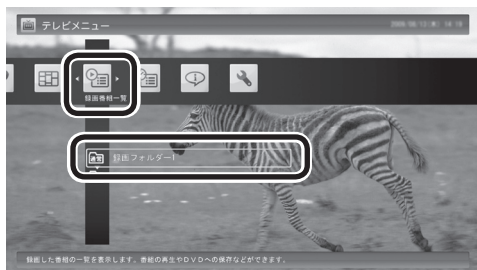 テレビメニュー
録画番組一覧
通常
録画フォルダー1
録画した番組の一覧を表示します。番組の再生やDVDへの保存などができます。